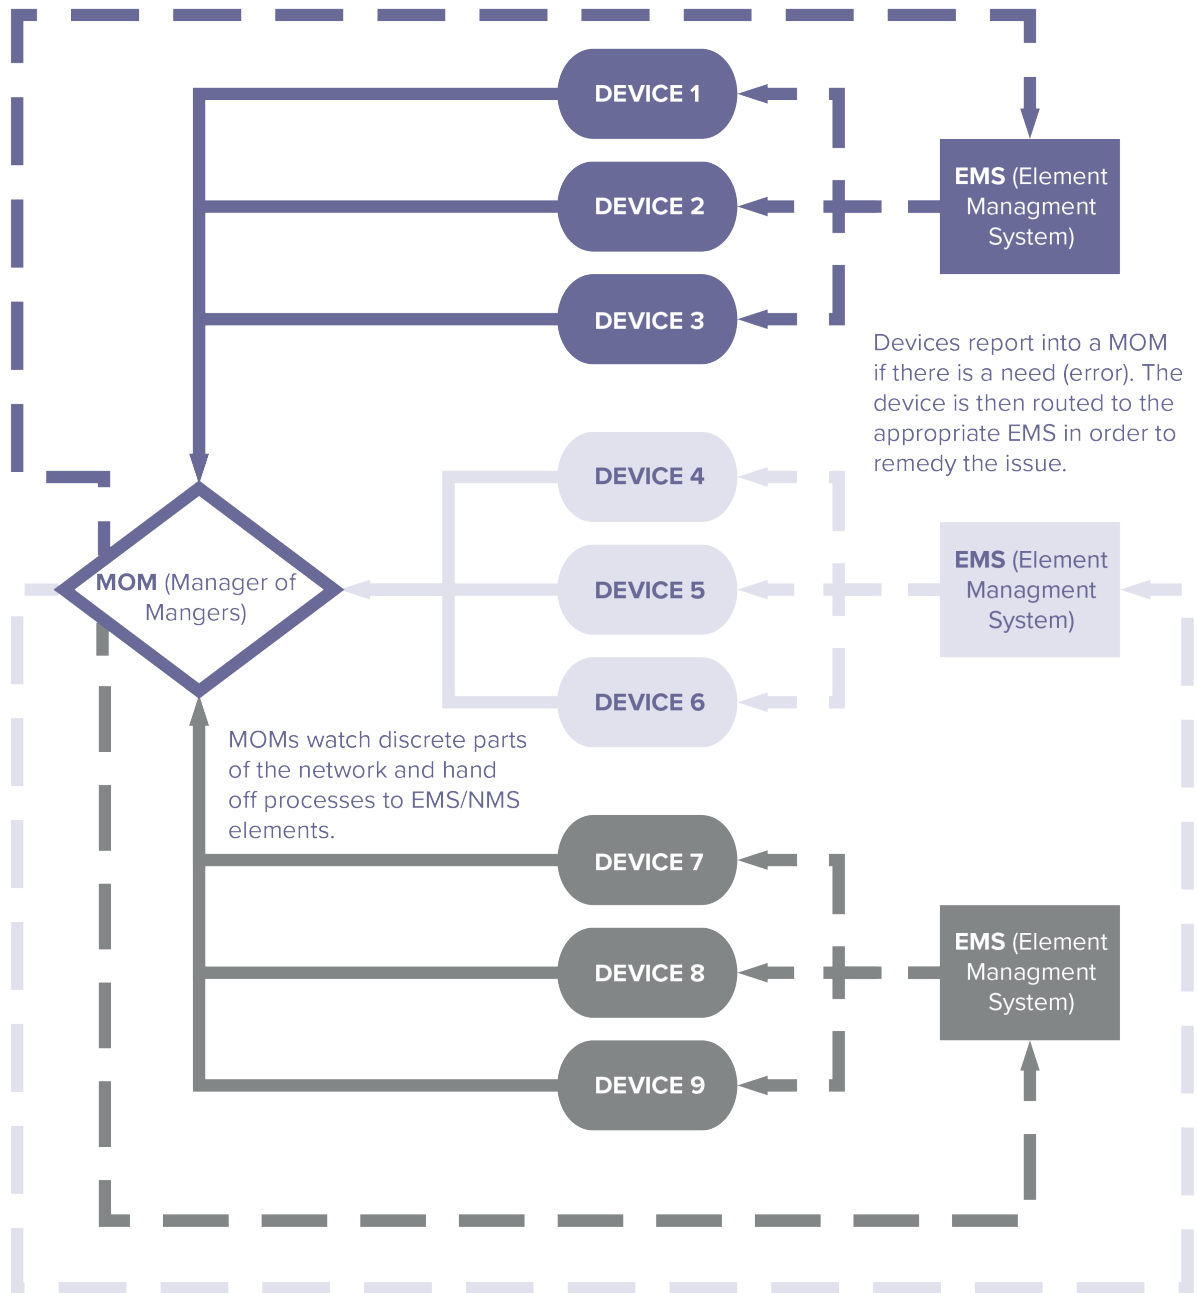 DEVICE 1
DEVICE 2
DEVICE 3
EMS (Element
Managment
System)
Devices report into a MOM
if there is a need (error). The
device is then routed to the
appropriate EMS in order to
remedy the issue.
DEVICE 4
DEVICE 5
DEVICE 6
EMS (Element
Managment
System)
MOM (Manager of
Mangers)
MOMs watch discrete parts
of the network and hand
off processes to EMS/NMS
elements.
DEVICE 7
DEVICE 8
DEVICE 9
EMS (Element
Managment
System)